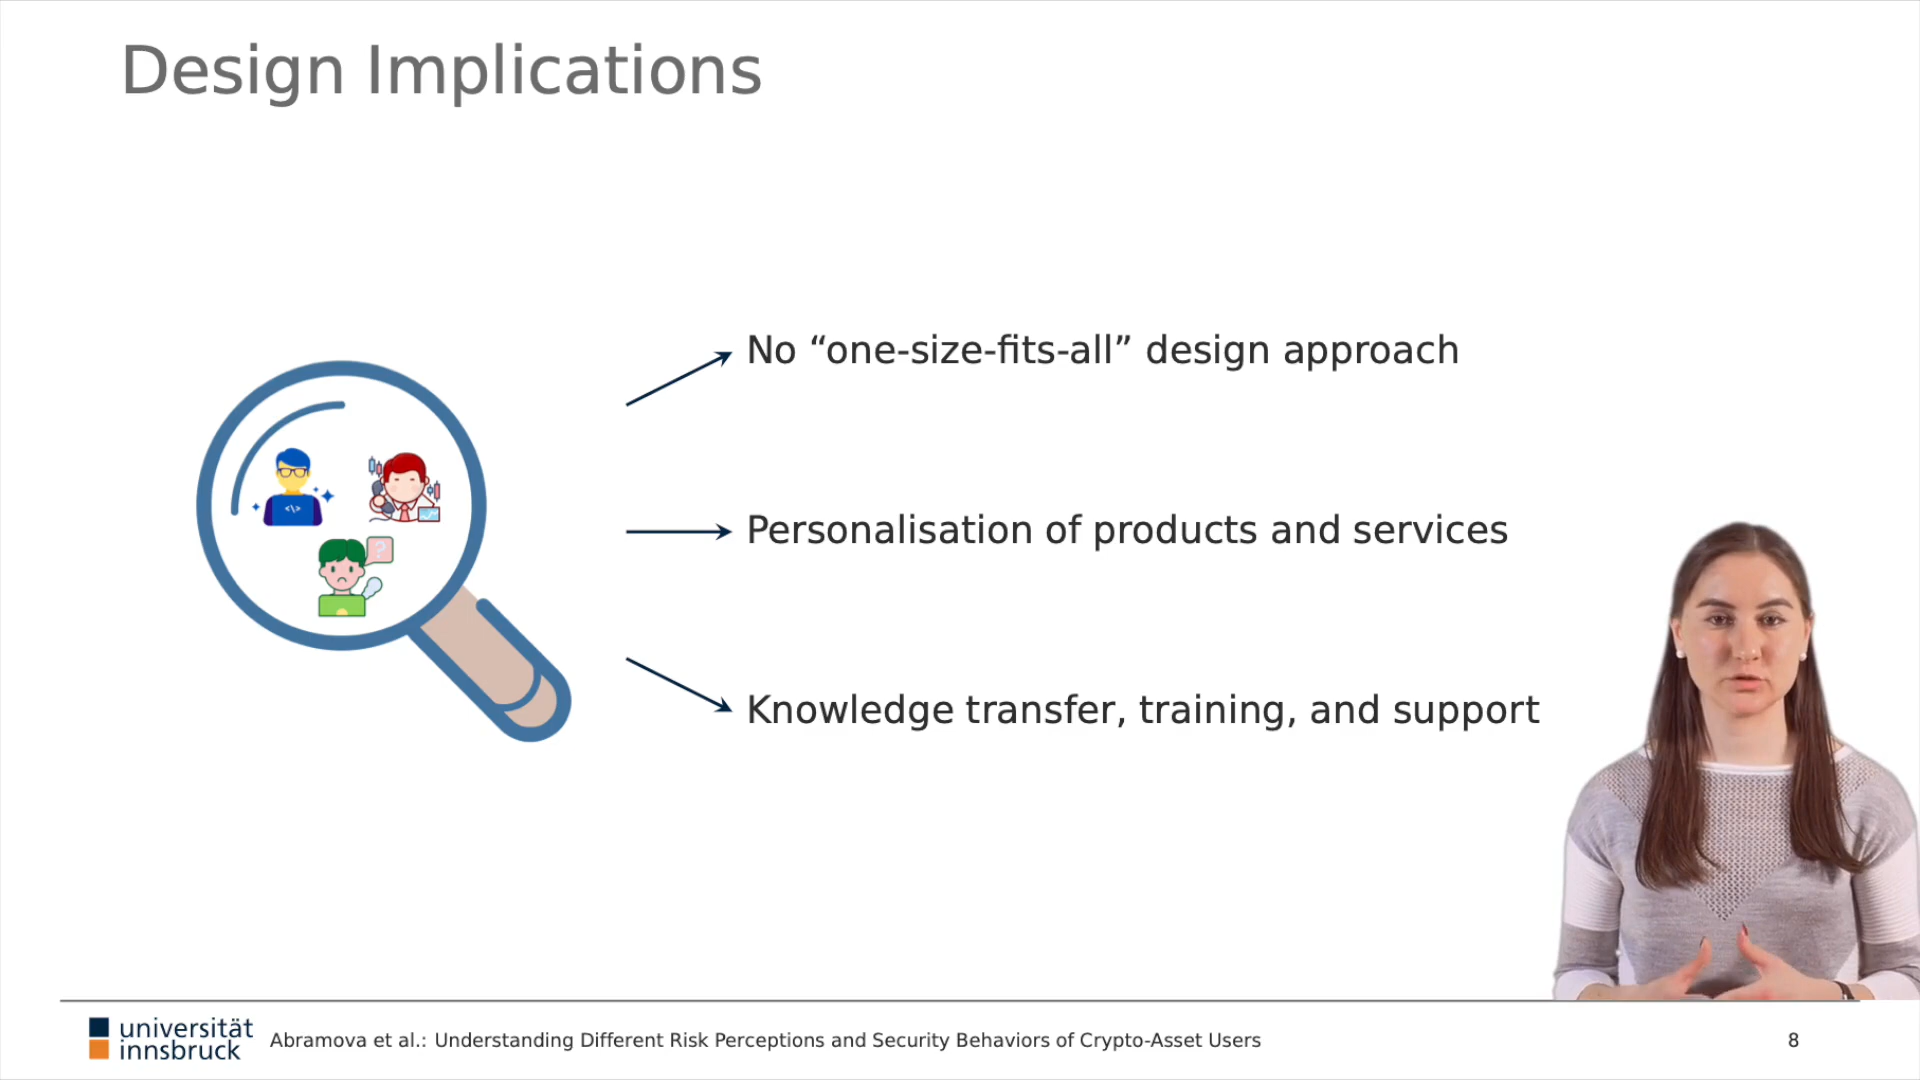 Design Implications
No “one-size-fits-all” design approach
</>
?
Personalisation of products and services
Knowledge transfer, training, and support
universität
innsbruck
Abramova et al.: Understanding Different Risk Perceptions and Security Behaviors of Crypto-Asset Users
8